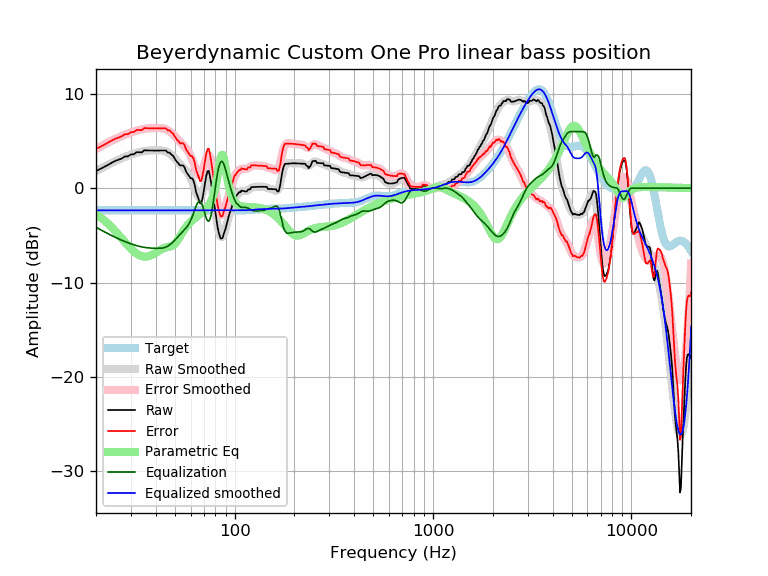 Beyerdynamic Custom One Pro linear bass position
10
0
−10
−20
−30
Amplitude (dBr)
Target
Raw Smoothed
Error Smoothed
Raw
Error
Parametric Eq
Equalization
Equalized smoothed
100
1000
10000
Frequency (Hz)